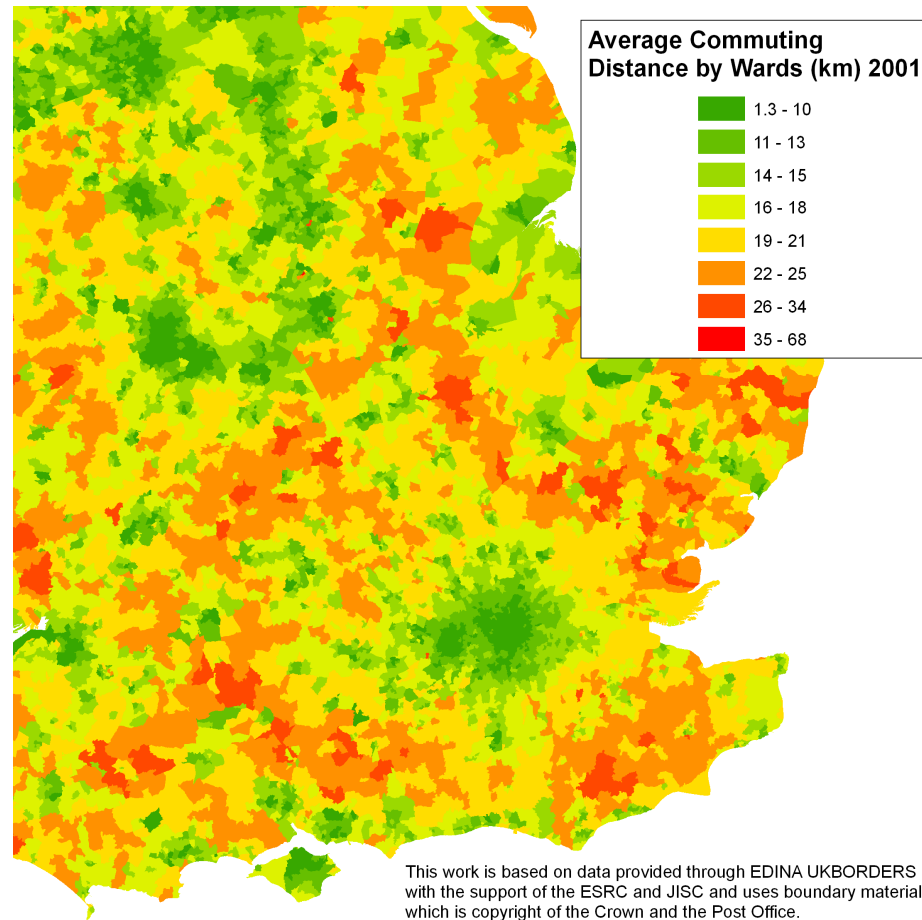 Average Commuting
Distance by Wards (km) 2001
1.3 - 10
11 - 13
14 - 15
16 - 18
19 - 21
22 - 25
26 - 34
35 - 68
This work is based on data provided through EDINA UKBORDERS
with the support of the ESRC and JISC and uses boundary material
which is copyright of the Crown and the Post Office.